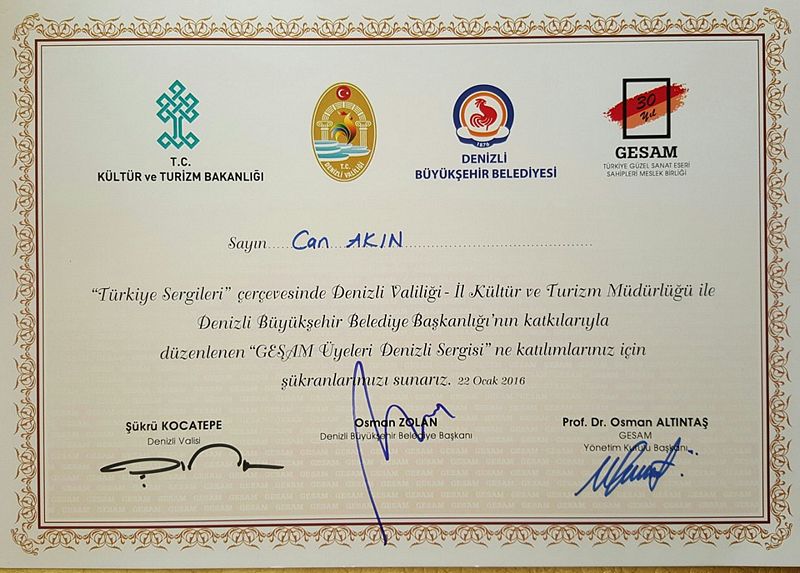 T.C.
KÜLTÜR ve TURİZM BAKANLIĞI
T.C.
DENİZLİ VALİLİĞİ
1876
DENİZLİ
BÜYÜKŞEHİR BELEDİYESİ
30
Yıl
GESAM
TÜRKİYE GÜZEL SANAT ESERİ
SAHİPLERİ MESLEK BİRLİĞİ
Sayın.....Can AKIN..........................................
“Türkiye Sergileri” çerçevesinde Denizli Valiliği - İl Kültür ve Turizm Müdürlüğü ile
Denizli Büyükşehir Belediye Başkanlığı’nın katkılarıyla
düzenlenen “GEŞAM Üyeleri Denizli Sergisi” ne katılımlarınız için
şükranlarımızı sunarız. 22 Ocak 2016
Şükrü KOCATEPE
Denizli Valisi
Osman ZOLAN
Denizli Büyükşehir Belediye Başkanı
Prof. Dr. Osman ALTINTAŞ
GESAM
Yönetim Kurulu Başkanı